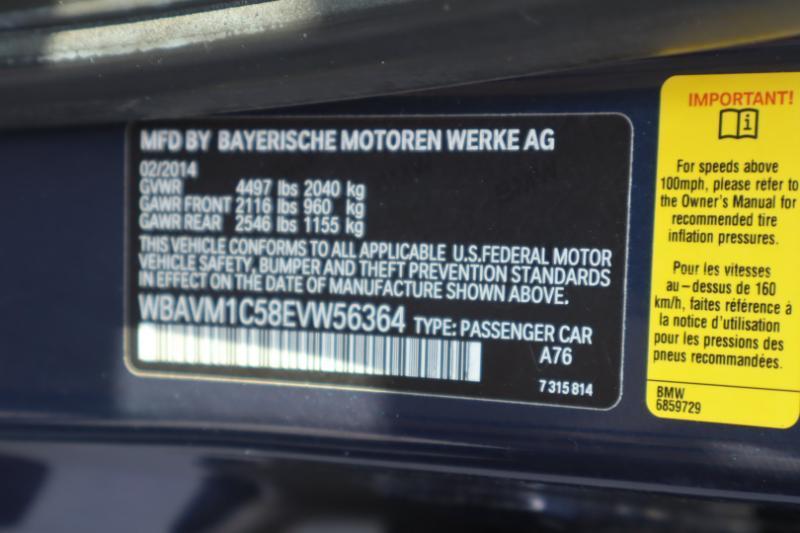 MFD BY BAYERISCHE MOTOREN WERKE AG
02/2014
GVWR 4497 lbs 2040 kg
GAWR FRONT 2116 lbs 960 kg
GAWR REAR 2546 lbs 1155 kg
THIS VEHICLE CONFORMS TO ALL APPLICABLE U.S.FEDERAL MOTOR
VEHICLE SAFETY, BUMPER AND THEFT PREVENTION STANDARDS
IN EFFECT ON THE DATE OF MANUFACTURE SHOWN ABOVE.
WBAVM1C58EVW56364 TYPE: PASSENGER CAR
A76
7 315 814
IMPORTANT!
i
For speeds above
100mph, please refer to
the Owner's Manual for
recommended tire
inflation pressures.
Pour les vitesses
au-dessus de 160
km/h, faites référence à
la notice d'utilisation
pour les pressions des
pneus recommandées.
BMW
6859729